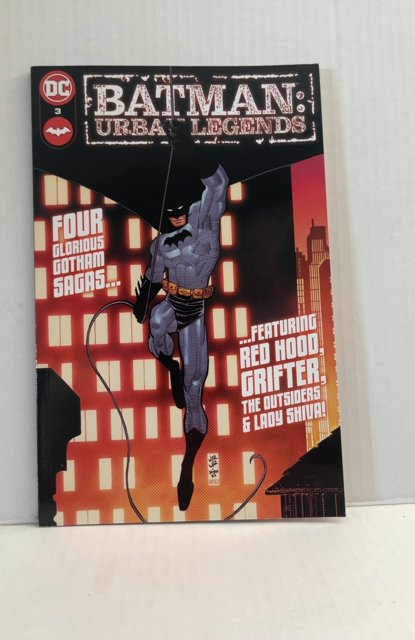 DC
3
BATMAN:
URBAN LEGENDS
FOUR
GLORIOUS
GOTHAM
SAGAS...
...FEATURING
RED HOOD,
GRIFTER,
THE OUTSIDERS
& LADY SHIVA!